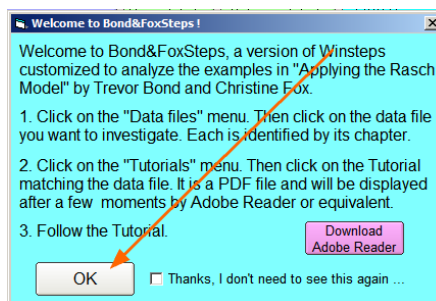 Welcome to Bond&FoxSteps !
Welcome to Bond&FoxSteps, a version of Winsteps
customized to analyze the examples in "Applying the Rasch
Model" by Trevor Bond and Christine Fox.
1. Click on the "Data files" menu. Then click on the data file
you want to investigate. Each is identified by its chapter.
2. Click on the "Tutorials" menu. Then click on the Tutorial
matching the data file. It is a PDF file and will be displayed
after a few moments by Adobe Reader or equivalent.
3. Follow the Tutorial.
Download
Adobe Reader
OK
Thanks, I don't need to see this again ...